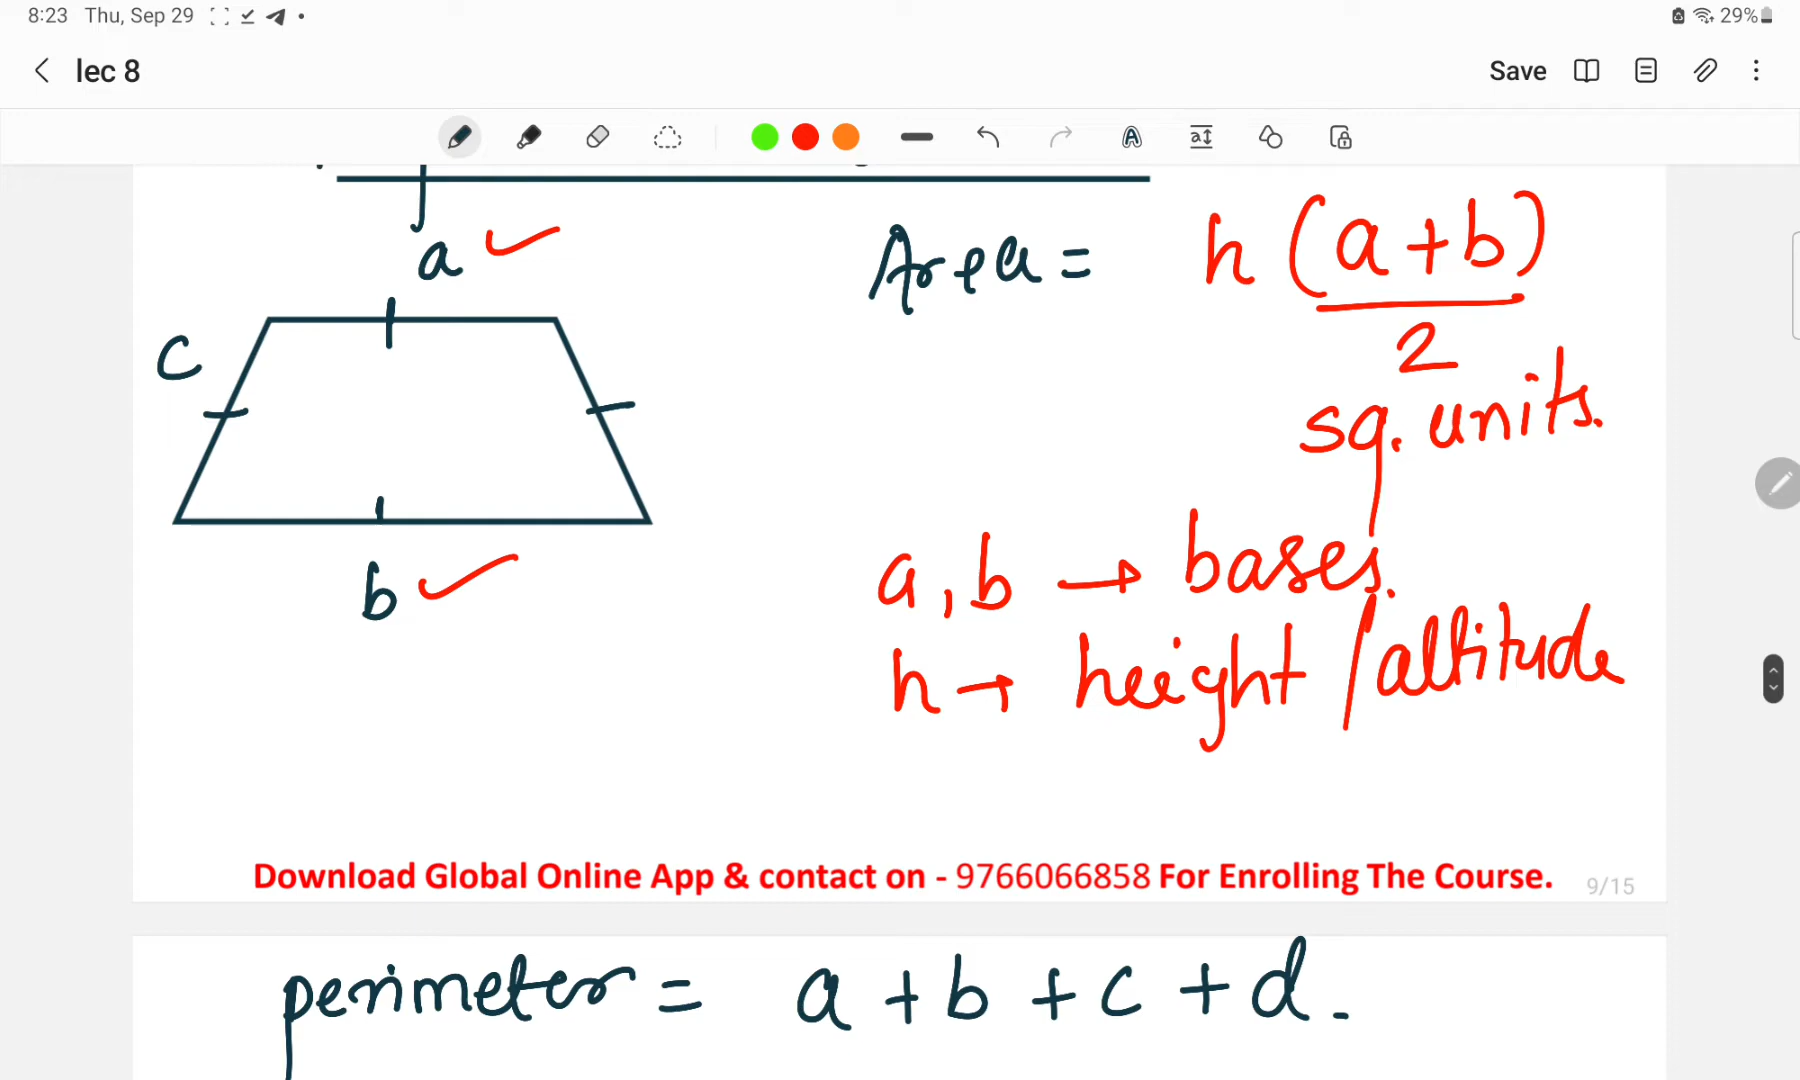 8:23 Thu, Sep 29 29%
lec 8
Save
a
Area = h (a+b)
2
sq. units.
c
b
a, b → bases.
h → height / altitude
Download Global Online App & contact on - 9766066858 For Enrolling The Course.
9/15
perimeter = a + b + c + d.